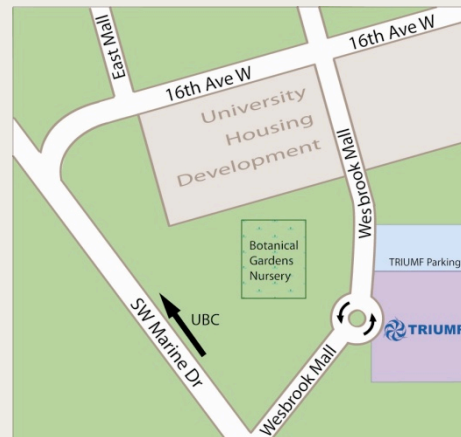 East Mall
16th Ave W
16th Ave W
University
Housing
Development
Wesbrook Mall
Botanical
Gardens
Nursery
TRIUMF Parking
UBC
SW Marine Dr
TRIUMF
Wesbrook Mall